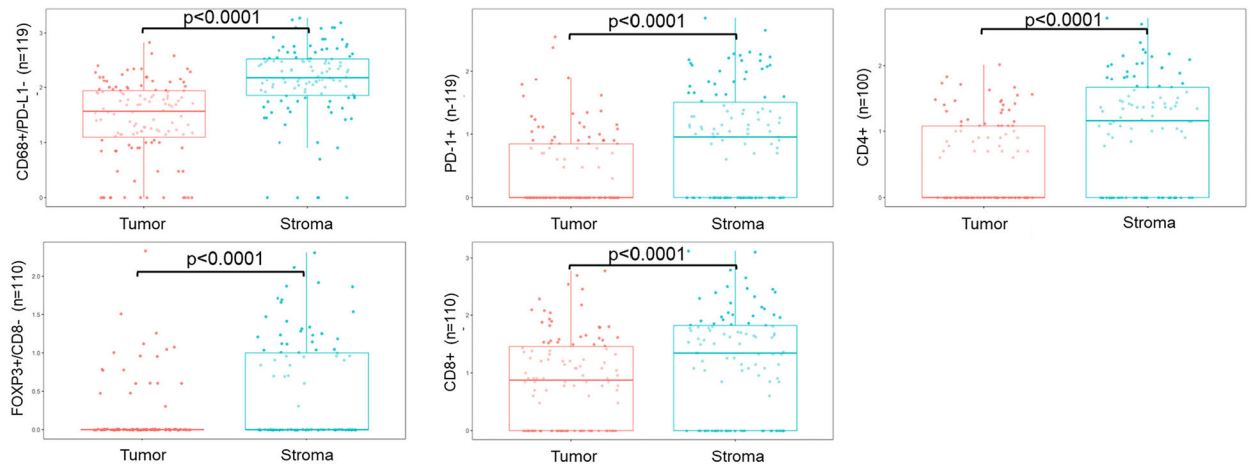 p<0.0001
CD68+/PD-L1- (n=119)
3
2
1
0
Tumor Stroma
p<0.0001
PD-1+ (n-119)
2
1
0
Tumor Stroma
p<0.0001
CD4+ (n=100)
2
1
0
Tumor Stroma
p<0.0001
FOXP3+/CD8- (n=110)
2.0
1.5
1.0
0.5
0.0
Tumor Stroma
p<0.0001
CD8+ (n=110)
3
2
1
0
Tumor Stroma